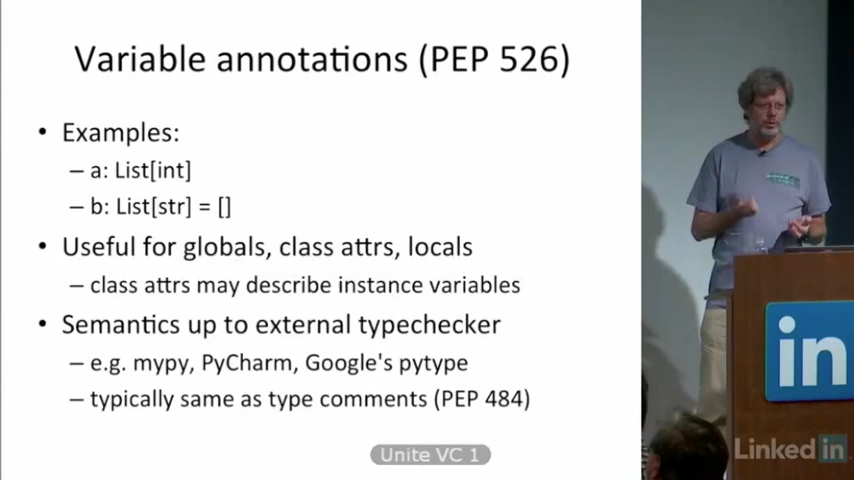 Variable annotations (PEP 526)
• Examples:
– a: List[int]
– b: List[str] = []
• Useful for globals, class attrs, locals
– class attrs may describe instance variables
• Semantics up to external typechecker
– e.g. mypy, PyCharm, Google's pytype
– typically same as type comments (PEP 484)
Unite VC 1
in
Linked in